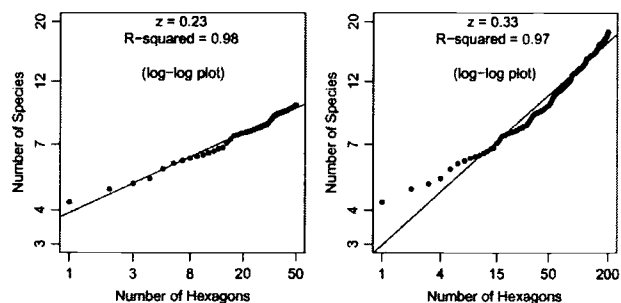 z = 0.23
R−squared = 0.98
(log−log plot)
20
12
7
4
3
Number of Species
1
3
8
20
50
Number of Hexagons
z = 0.33
R−squared = 0.97
(log−log plot)
20
12
7
4
3
Number of Species
1
4
15
50
200
Number of Hexagons